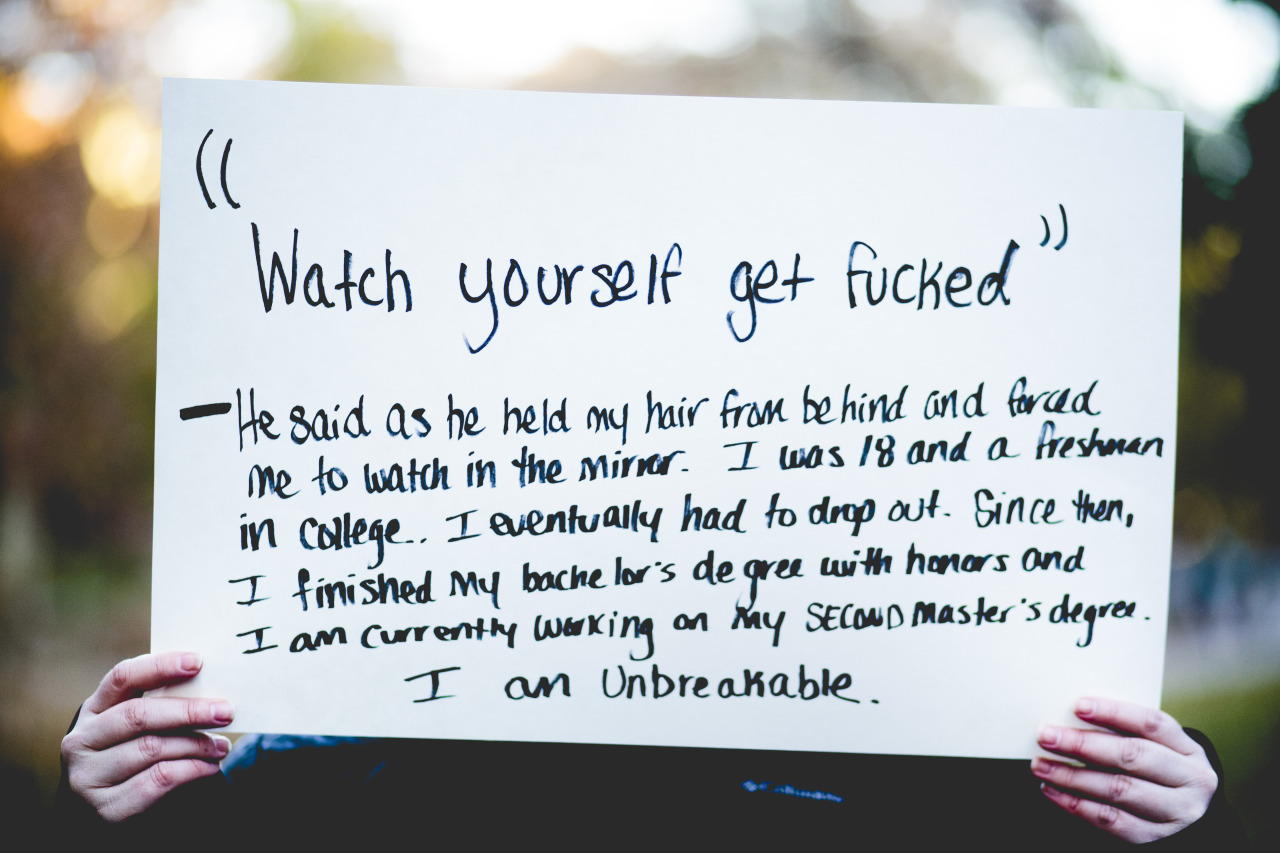 "Watch yourself get fucked"
- He said as he held my hair from behind and forced
me to watch in the mirror. I was 18 and a freshman
in college. I eventually had to drop out. Since then,
I finished my bachelor's degree with honors and
I am currently working on my SECOND master's degree.
I am Unbreakable.